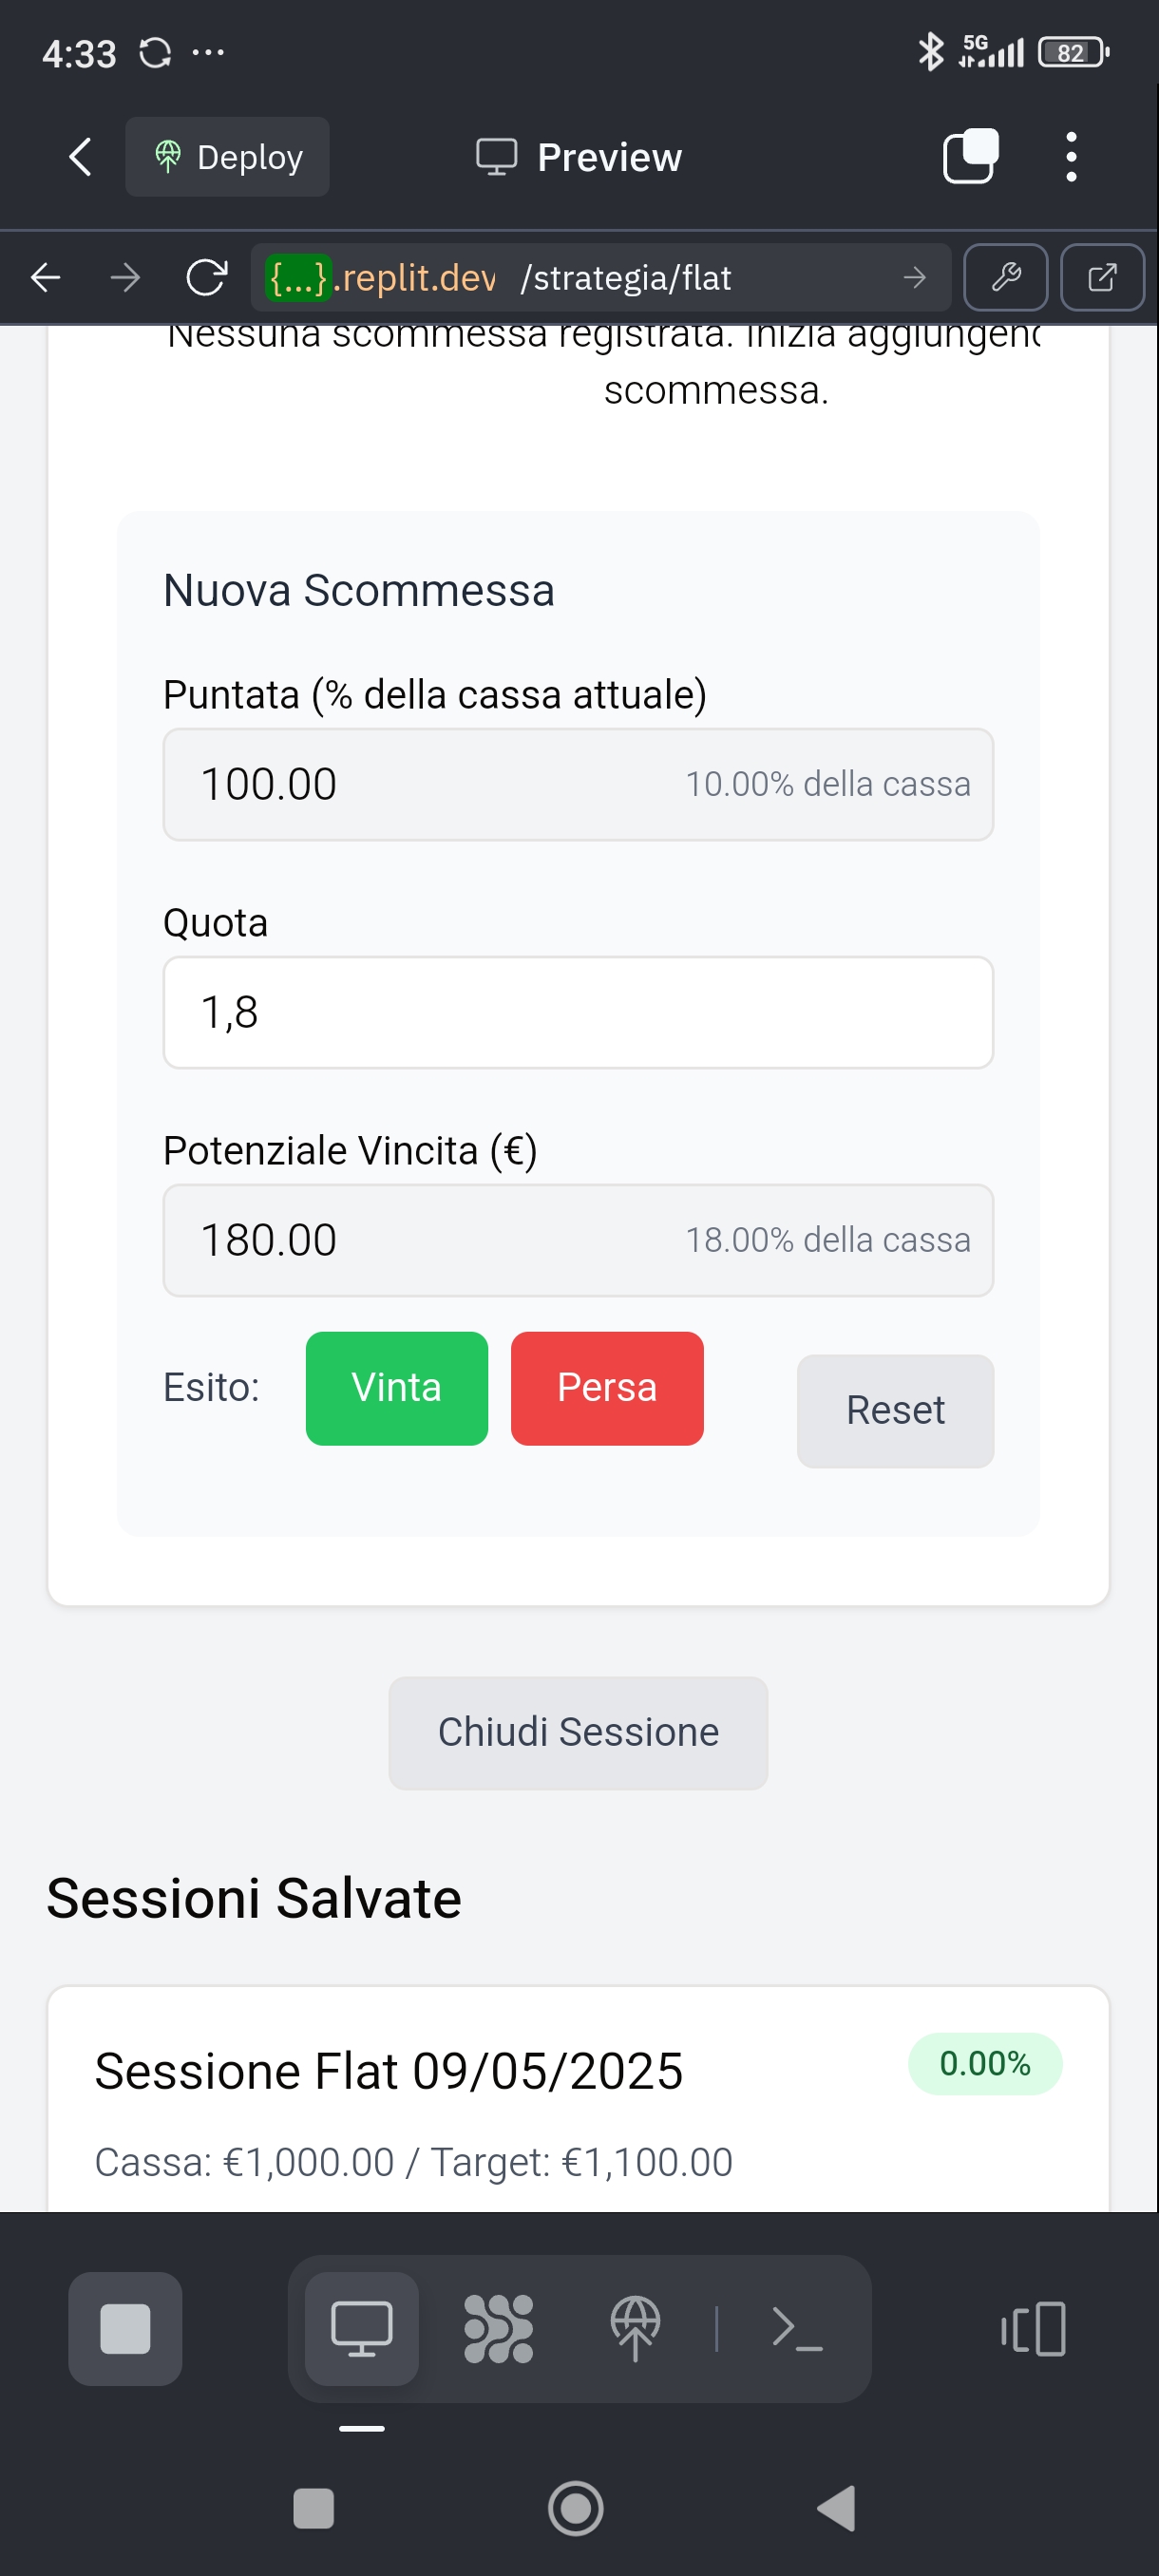 4:33
5G
82
Deploy
Preview
{...}.replit.dev /strategia/flat
Nessuna scommessa registrata. Inizia
scommessa.
Nuova Scommessa
Puntata (% della cassa attuale)
100.00 10.00% della cassa
Quota
1,8
Potenziale Vincita (€)
180.00 18.00% della cassa
Esito: Vinta Persa Reset
Chiudi Sessione
Sessioni Salvate
Sessione Flat 09/05/2025 0.00%
Cassa: €1,000.00 / Target: €1,100.00